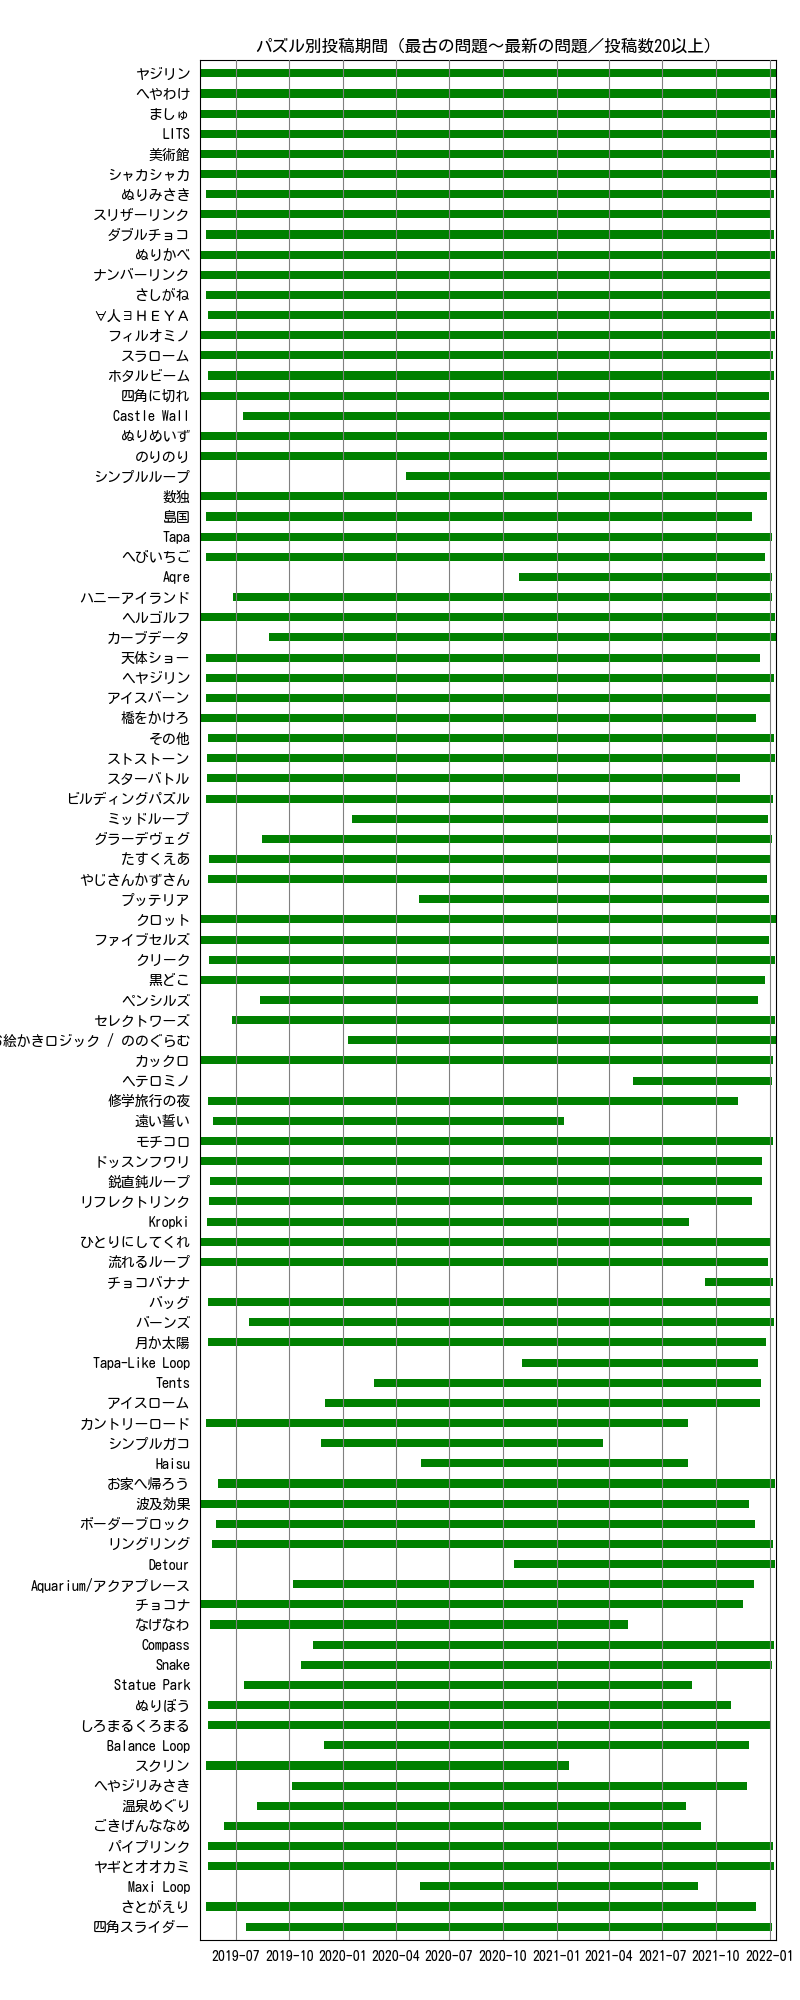 パズル別投稿期間（最古の問題～最新の問題／投稿数20以上）
ヤジリン
へやわけ
ましゅ
LITS
美術館
シャカシャカ
ぬりみさき
スリザーリンク
ダブルチョコ
ぬりかべ
ナンバーリンク
さしがね
∀人∃ＨＥＹＡ
フィルオミノ
スラローム
ホタルビーム
四角に切れ
Castle Wall
ぬりめいず
のりのり
シンプルループ
数独
島国
Tapa
へびいちご
Aqre
ハニーアイランド
ヘルゴルフ
カーブデータ
天体ショー
ヘヤジリン
アイスバーン
橋をかけろ
その他
ストストーン
スターバトル
ビルディングパズル
ミッドループ
グラーデヴェグ
たすくえあ
やじさんかずさん
プッテリア
クロット
ファイブセルズ
クリーク
黒どこ
ペンシルズ
セレクトワーズ
絵かきロジック / ののぐらむ
カックロ
ヘテロミノ
修学旅行の夜
遠い誓い
モチコロ
ドッスンフワリ
鋭直鈍ループ
リフレクトリンク
Kropki
ひとりにしてくれ
流れるループ
チョコバナナ
バッグ
バーンズ
月か太陽
Tapa-Like Loop
Tents
アイスローム
カントリーロード
シンプルガコ
Haisu
お家へ帰ろう
波及効果
ボーダーブロック
リングリング
Detour
Aquarium/アクアプレース
チョコナ
なげなわ
Compass
Snake
Statue Park
ぬりぼう
しろまるくろまる
Balance Loop
スクリン
へやジリみさき
温泉めぐり
ごきげんななめ
パイプリンク
ヤギとオオカミ
Maxi Loop
さとがえり
四角スライダー
2019-07 2019-10 2020-01 2020-04 2020-07 2020-10 2021-01 2021-04 2021-07 2021-10 2022-01